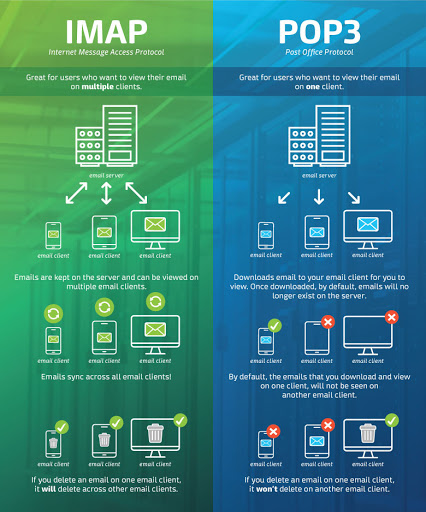 IMAP
Internet Message Access Protocol
Great for users who want to view their email
on multiple clients.
email server
email client
email client
email client
Emails are kept on the server and can be viewed on
multiple email clients.
email client
email client
email client
Emails sync across all email clients!
email client
email client
email client
If you delete an email on one email client,
it will delete across other email clients.
POP3
Post Office Protocol
Great for users who want to view their email
on one client.
email server
email client
email client
email client
Downloads email to your email client for you to
view. Once downloaded, by default, emails will no
longer exist on the server.
email client
email client
email client
By default, the emails that you download and view
on one client, will not be seen on
another email client.
email client
email client
email client
If you delete an email on one email client,
it won't delete on another email client.